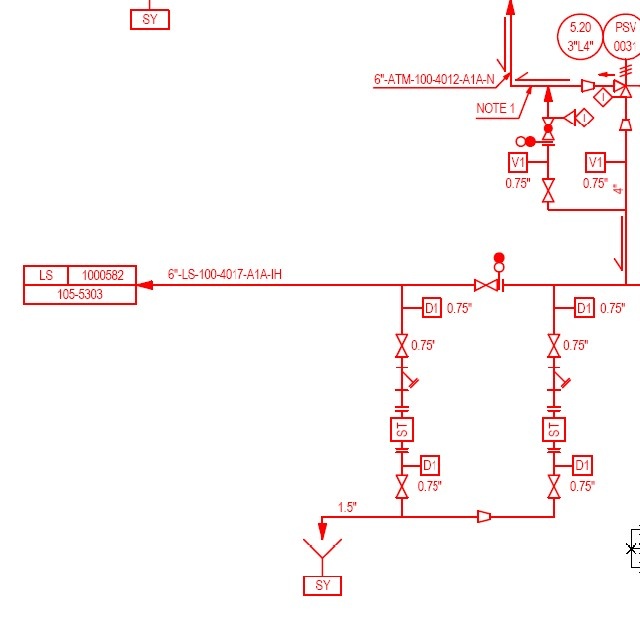 SY
5.20
3"L4"
PSV
0031
6"-ATM-100-4012-A1A-N
NOTE 1
I
I
V1
0.75"
V1
0.75"
4"
LS
1000582
105-5303
6"-LS-100-4017-A1A-IH
D1
0.75"
D1
0.75"
0.75"
0.75"
ST
ST
D1
0.75"
D1
0.75"
1.5"
SY